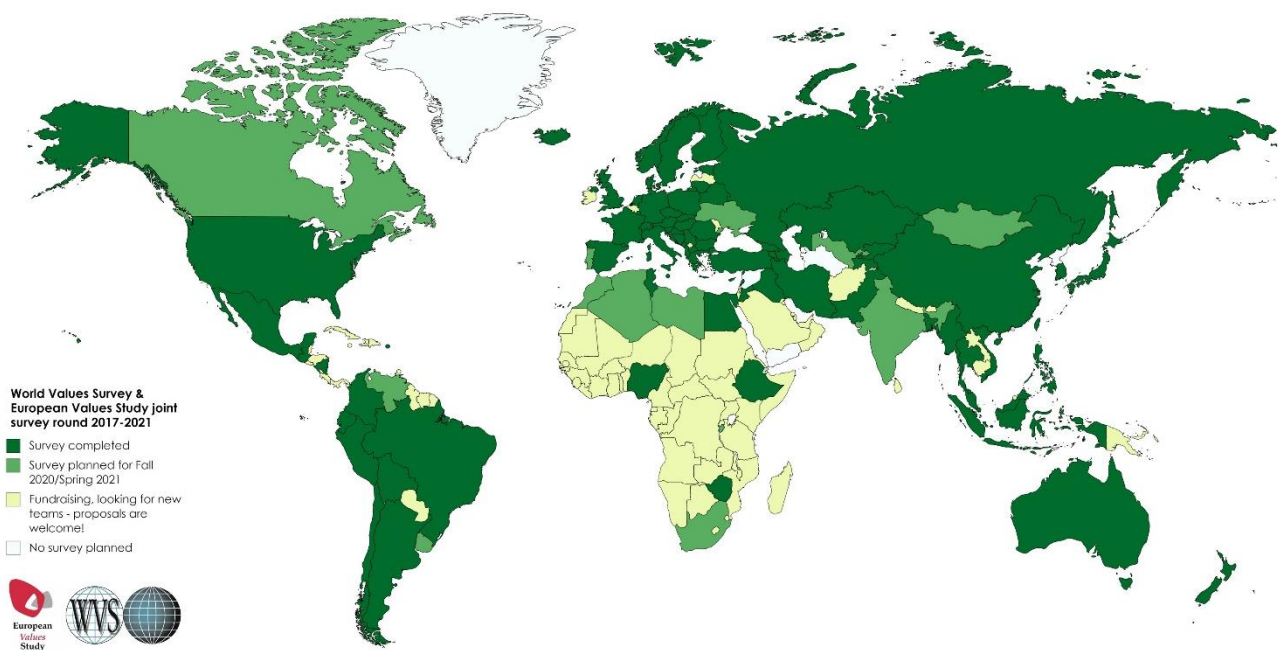 World Values Survey &
European Values Study joint
survey round 2017-2021
Survey completed
Survey planned for Fall
2020/Spring 2021
Fundraising, looking for new
teams - proposals are
welcome!
No survey planned
European
Values
Study
WVS